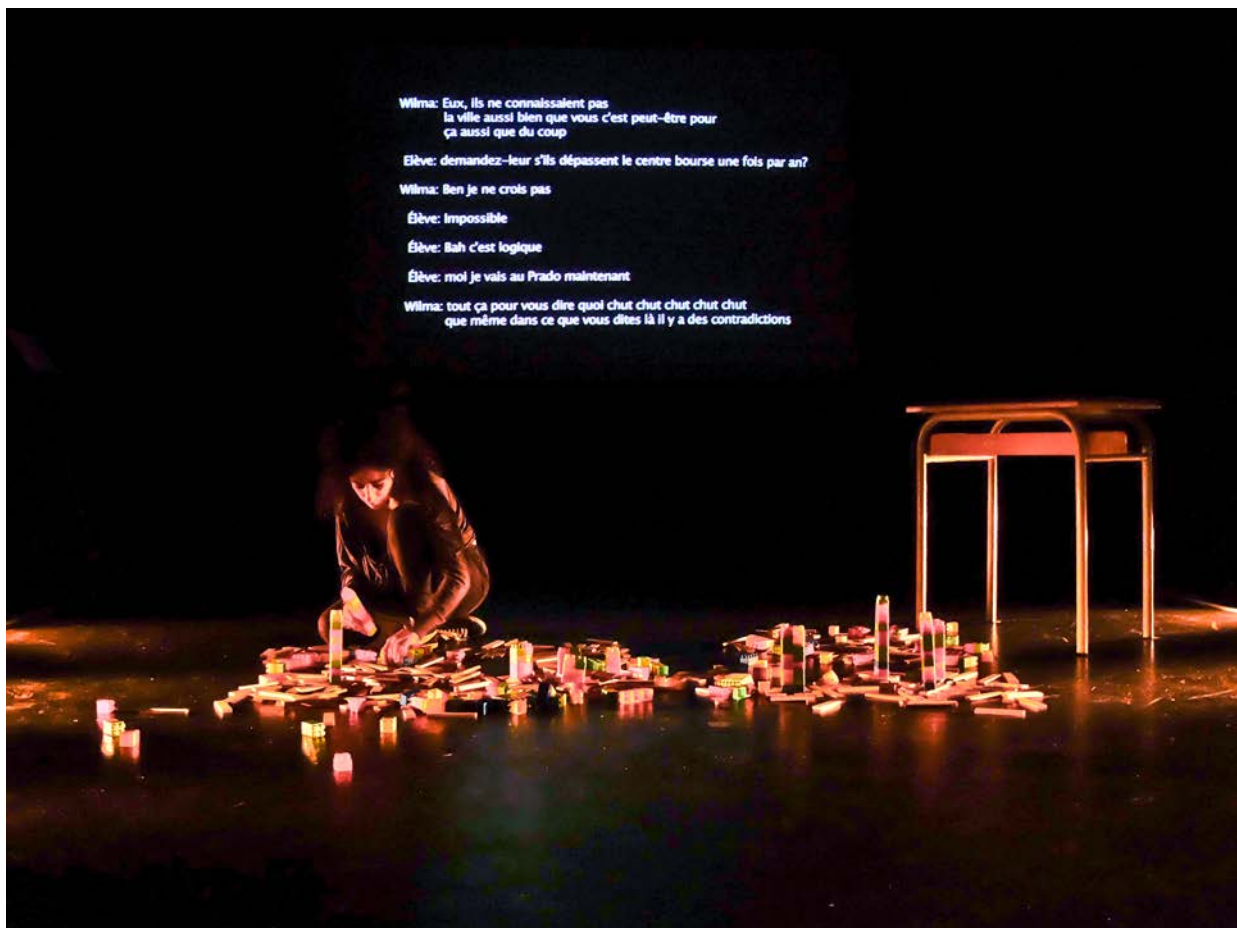 Wilma: Eux, ils ne connaissaient pas
la ville aussi bien que vous c'est peut-être pour
ça aussi que du coup
Elève: demandez-leur s'ils dépassent le centre bourse une fois par an?
Wilma: Ben je ne crois pas
Élève: Impossible
Élève: Bah c'est logique
Élève: moi je vais au Prado maintenant
Wilma: tout ça pour vous dire quoi chut chut chut chut chut
que même dans ce que vous dites là il y a des contradictions